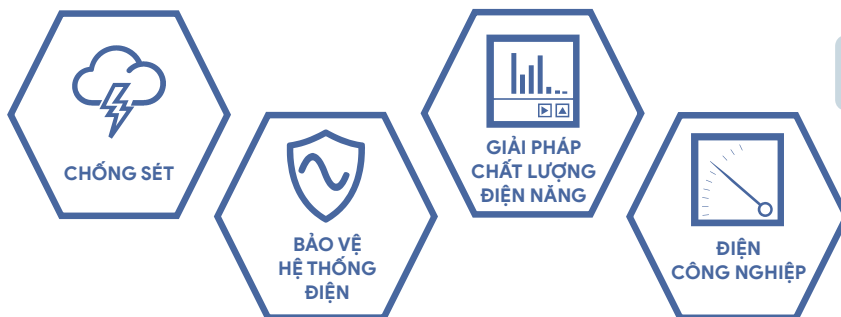 CHỐNG SÉT
BẢO VỆ
HỆ THỐNG
ĐIỆN
GIẢI PHÁP
CHẤT LƯỢNG
ĐIỆN NĂNG
ĐIỆN
CÔNG NGHIỆP